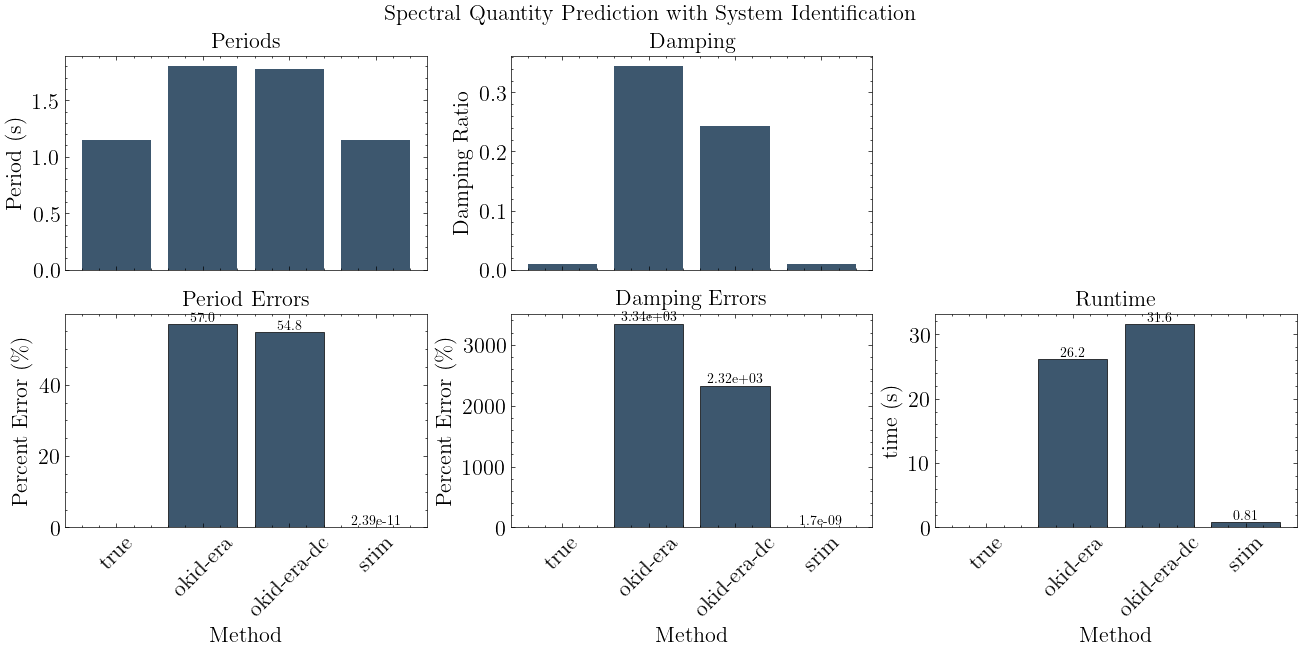 Spectral Quantity Prediction with System Identification
Periods
Period (s)
1.5
1.0
0.5
0.0
Damping
Damping Ratio
0.3
0.2
0.1
0.0
Period Errors
Percent Error (%)
40
20
0
57.0
54.8
2.39e-11
true
okid-era
okid-era-dc
srim
Method
Damping Errors
Percent Error (%)
3000
2000
1000
0
3.34e+03
2.32e+03
1.7e-09
true
okid-era
okid-era-dc
srim
Method
Runtime
time (s)
30
20
10
0
26.2
31.6
0.81
true
okid-era
okid-era-dc
srim
Method